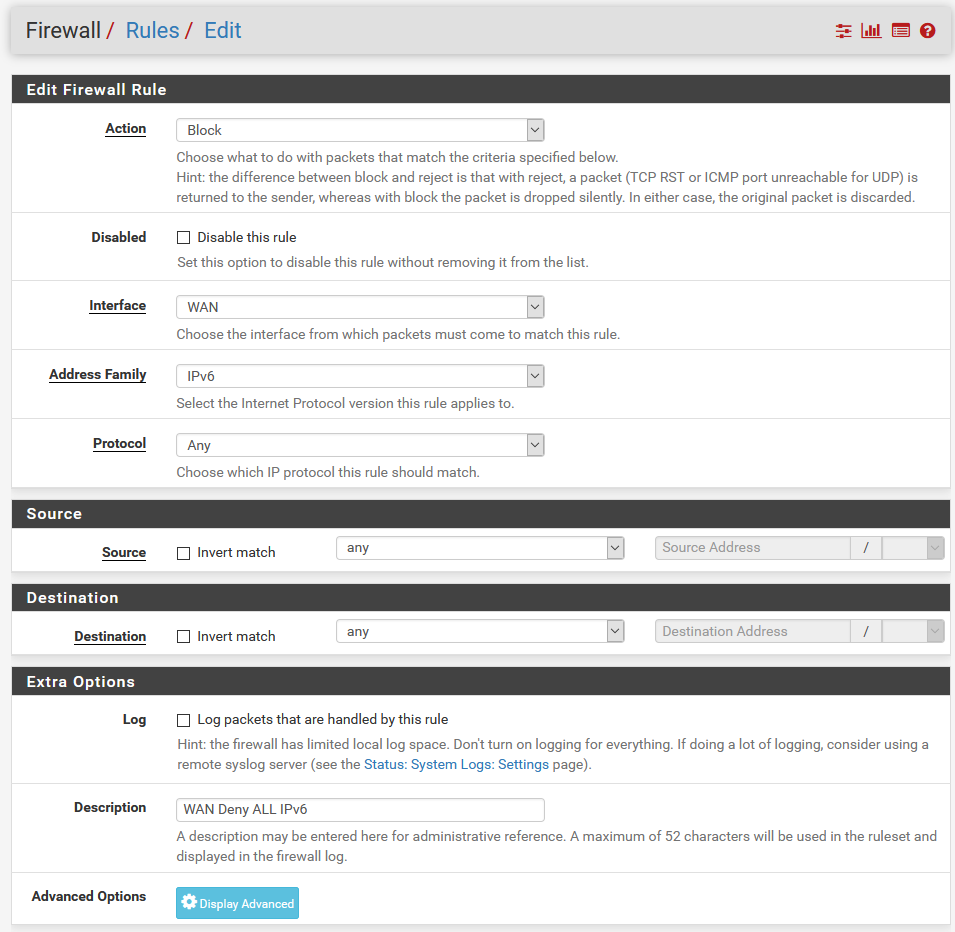 Firewall / Rules / Edit
Edit Firewall Rule
Action
Block
Choose what to do with packets that match the criteria specified below.
Hint: the difference between block and reject is that with reject, a packet (TCP RST or ICMP port unreachable for UDP) is
returned to the sender, whereas with block the packet is dropped silently. In either case, the original packet is discarded.
Disabled
Disable this rule
Set this option to disable this rule without removing it from the list.
Interface
WAN
Choose the interface from which packets must come to match this rule.
Address Family
IPv6
Select the Internet Protocol version this rule applies to.
Protocol
Any
Choose which IP protocol this rule should match.
Source
Source
Invert match
any
Source Address
/
Destination
Destination
Invert match
any
Destination Address
/
Extra Options
Log
Log packets that are handled by this rule
Hint: the firewall has limited local log space. Don't turn on logging for everything. If doing a lot of logging, consider using a
remote syslog server (see the Status: System Logs: Settings page).
Description
WAN Deny ALL IPv6
A description may be entered here for administrative reference. A maximum of 52 characters will be used in the ruleset and
displayed in the firewall log.
Advanced Options
Display Advanced